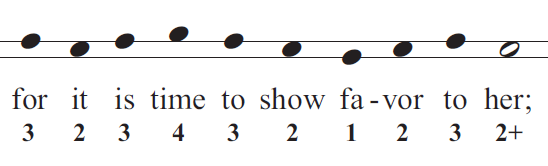 for it is time to show fa - vor to her;
3 2 3 4 3 2 1 2 3 2+